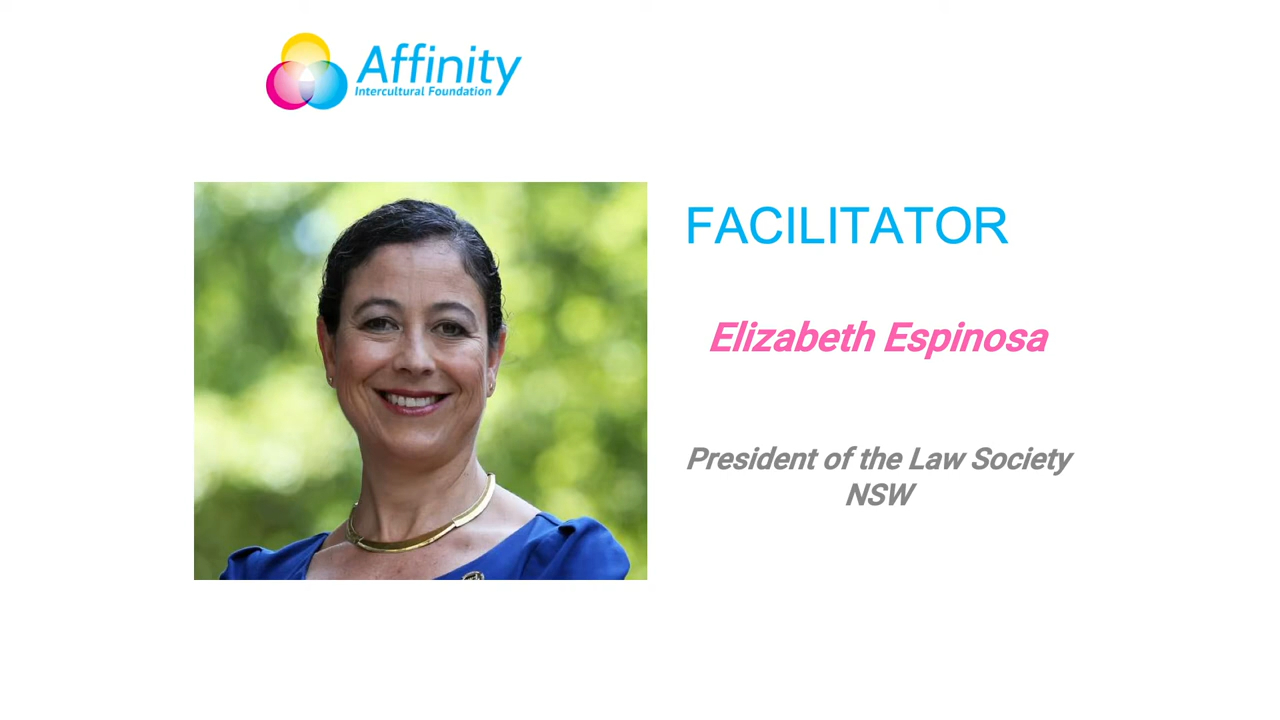 Affinity
Intercultural Foundation
FACILITATOR
Elizabeth Espinosa
President of the Law Society
NSW